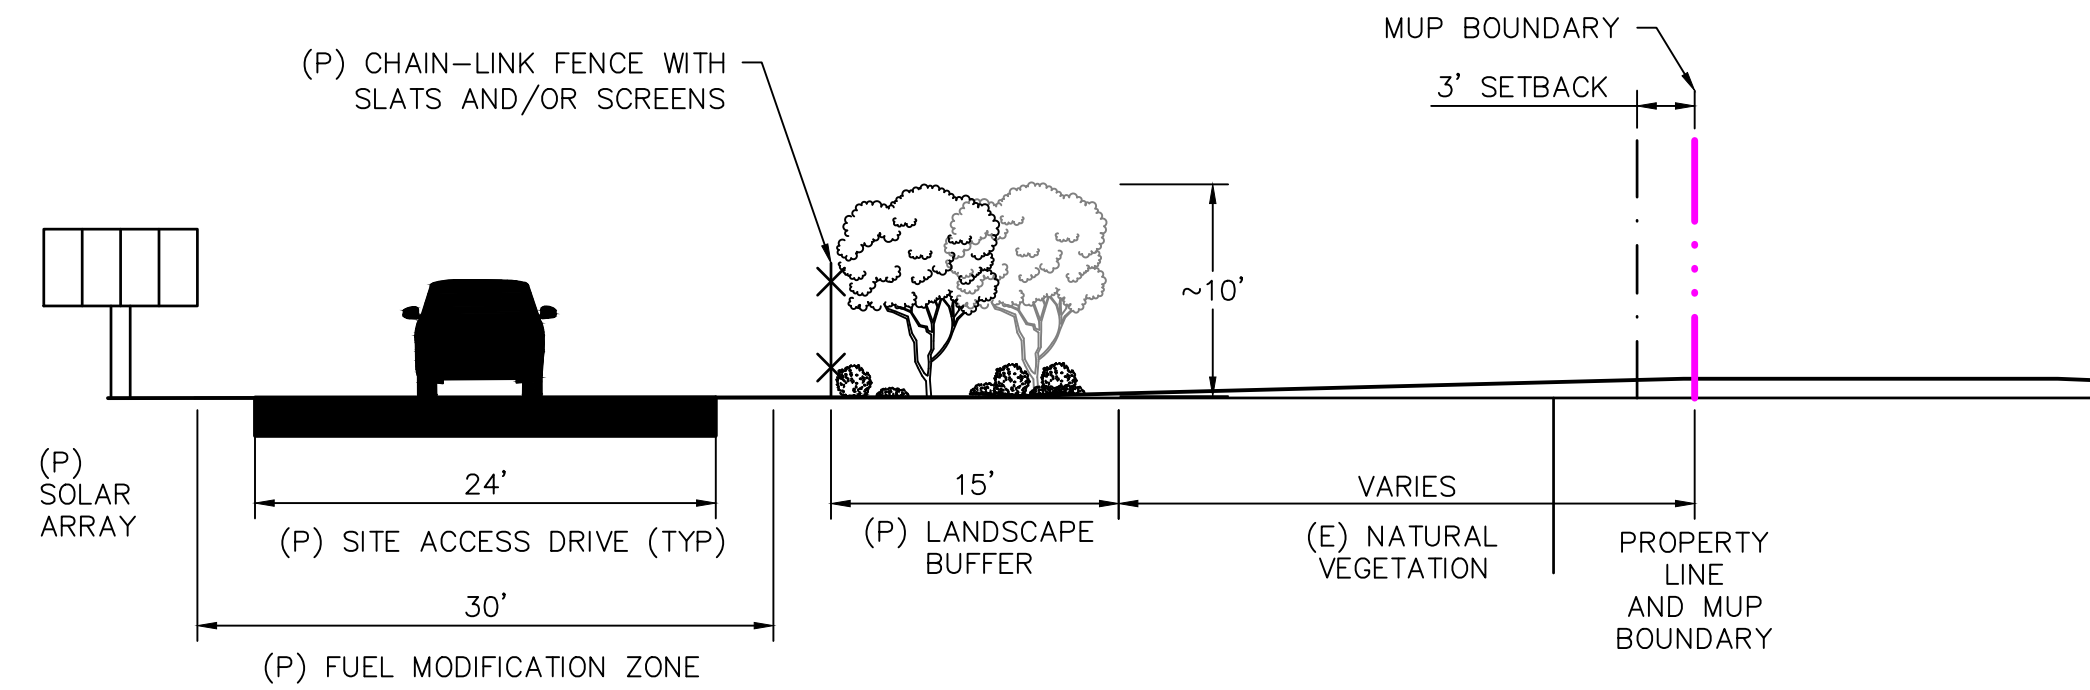 MUP BOUNDARY
3' SETBACK
(P) CHAIN-LINK FENCE WITH
SLATS AND/OR SCREENS
~10'
(P)
SOLAR
ARRAY
24'
(P) SITE ACCESS DRIVE (TYP)
30'
(P) FUEL MODIFICATION ZONE
15'
(P) LANDSCAPE
BUFFER
VARIES
(E) NATURAL
VEGETATION
PROPERTY
LINE
AND MUP
BOUNDARY